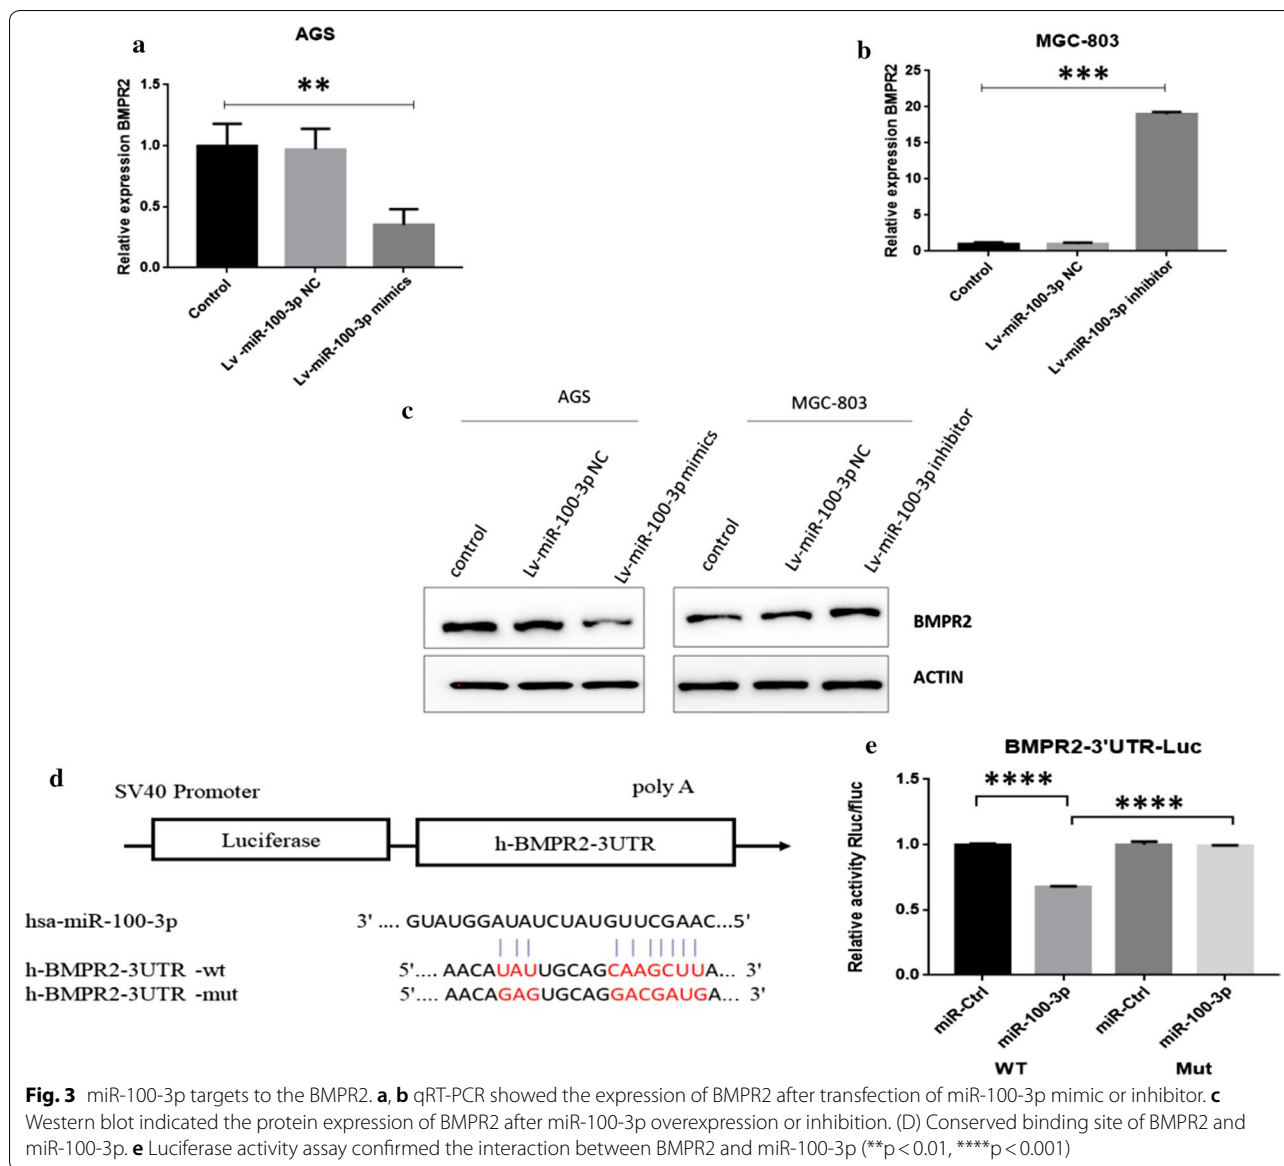 a
AGS
**
Relative expression BMPR2
1.5
1.0
0.5
0.0
Control
Lv -miR-100-3p NC
Lv-miR-100-3p mimics
b
MGC-803
***
Relative expression BMPR2
25
20
15
10
5
0
Control
Lv-miR-100-3p NC
Lv-miR-100-3p inhibitor
c
AGS
MGC-803
control
Lv-miR-100-3p NC
Lv-miR-100-3p mimics
control
Lv-miR-100-3p NC
Lv-miR-100-3p inhibitor
BMPR2
ACTIN
d
SV40 Promoter
poly A
Luciferase
h-BMPR2-3UTR
hsa-miR-100-3p 3' .... GUAUGGAUAUCUAUGUUCGAAC...5'
h-BMPR2-3UTR -wt 5'.... AACAUAUUGCAGCAAGCUUA... 3'
h-BMPR2-3UTR -mut 5'.... AACAGAGUGCAGGACGAUGA... 3'
e
BMPR2-3'UTR-Luc
****
****
Relative activity Rluc/fluc
1.5
1.0
0.5
0.0
miR-Ctrl
miR-100-3p
miR-Ctrl
miR-100-3p
WT
Mut
Fig. 3 miR-100-3p targets to the BMPR2. a, b qRT-PCR showed the expression of BMPR2 after transfection of miR-100-3p mimic or inhibitor. c
Western blot indicated the protein expression of BMPR2 after miR-100-3p overexpression or inhibition. (D) Conserved binding site of BMPR2 and
miR-100-3p. e Luciferase activity assay confirmed the interaction between BMPR2 and miR-100-3p (**p < 0.01, ****p < 0.001)